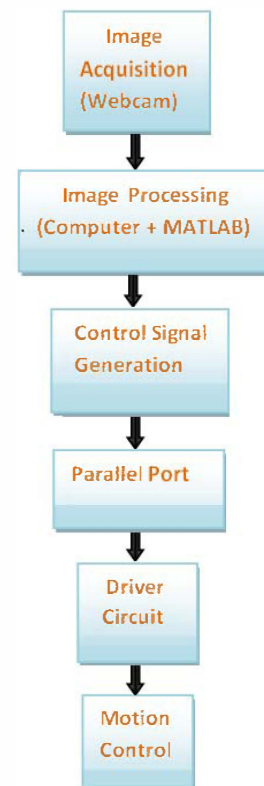 Image
Acquisition
(Webcam)
Image Processing
(Computer + MATLAB)
Control Signal
Generation
Parallel Port
Driver
Circuit
Motion
Control